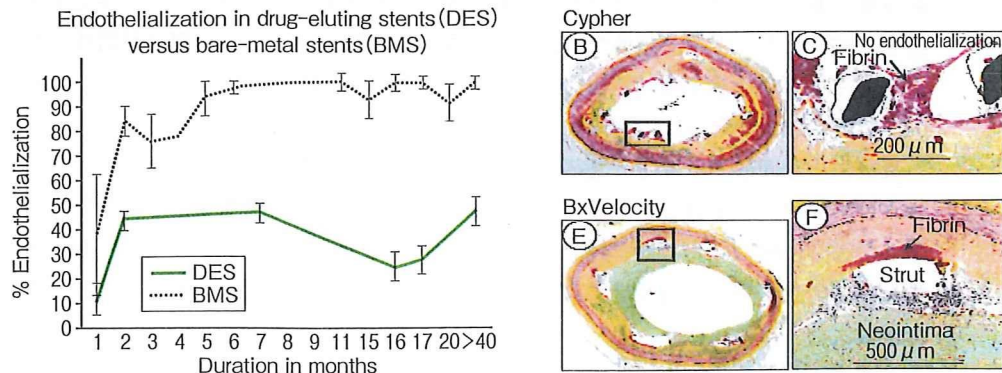 Endothelialization in drug-eluting stents(DES)
versus bare-metal stents(BMS)
% Endothelialization
100
90
80
70
60
50
40
30
20
10
0
DES
BMS
1 2 3 4 5 6 7 8 9 11 15 16 17 20 >40
Duration in months
Cypher
B
C
No endothelialization
Fibrin
200 μm
BxVelocity
E
F
Fibrin
Strut
Neointima
500 μm